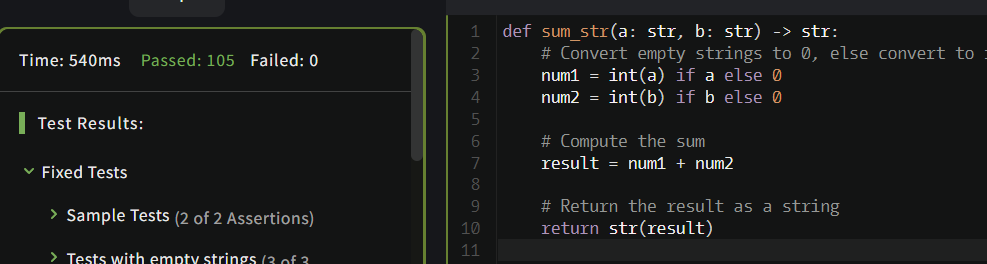 Time: 540ms Passed: 105 Failed: 0
Test Results:
Fixed Tests
Sample Tests (2 of 2 Assertions)
Tests with empty strings (3 of 3
1 def sum_str(a: str, b: str) -> str:
2 # Convert empty strings to 0, else convert to
3 num1 = int(a) if a else 0
4 num2 = int(b) if b else 0
5
6 # Compute the sum
7 result = num1 + num2
8
9 # Return the result as a string
10 return str(result)
11